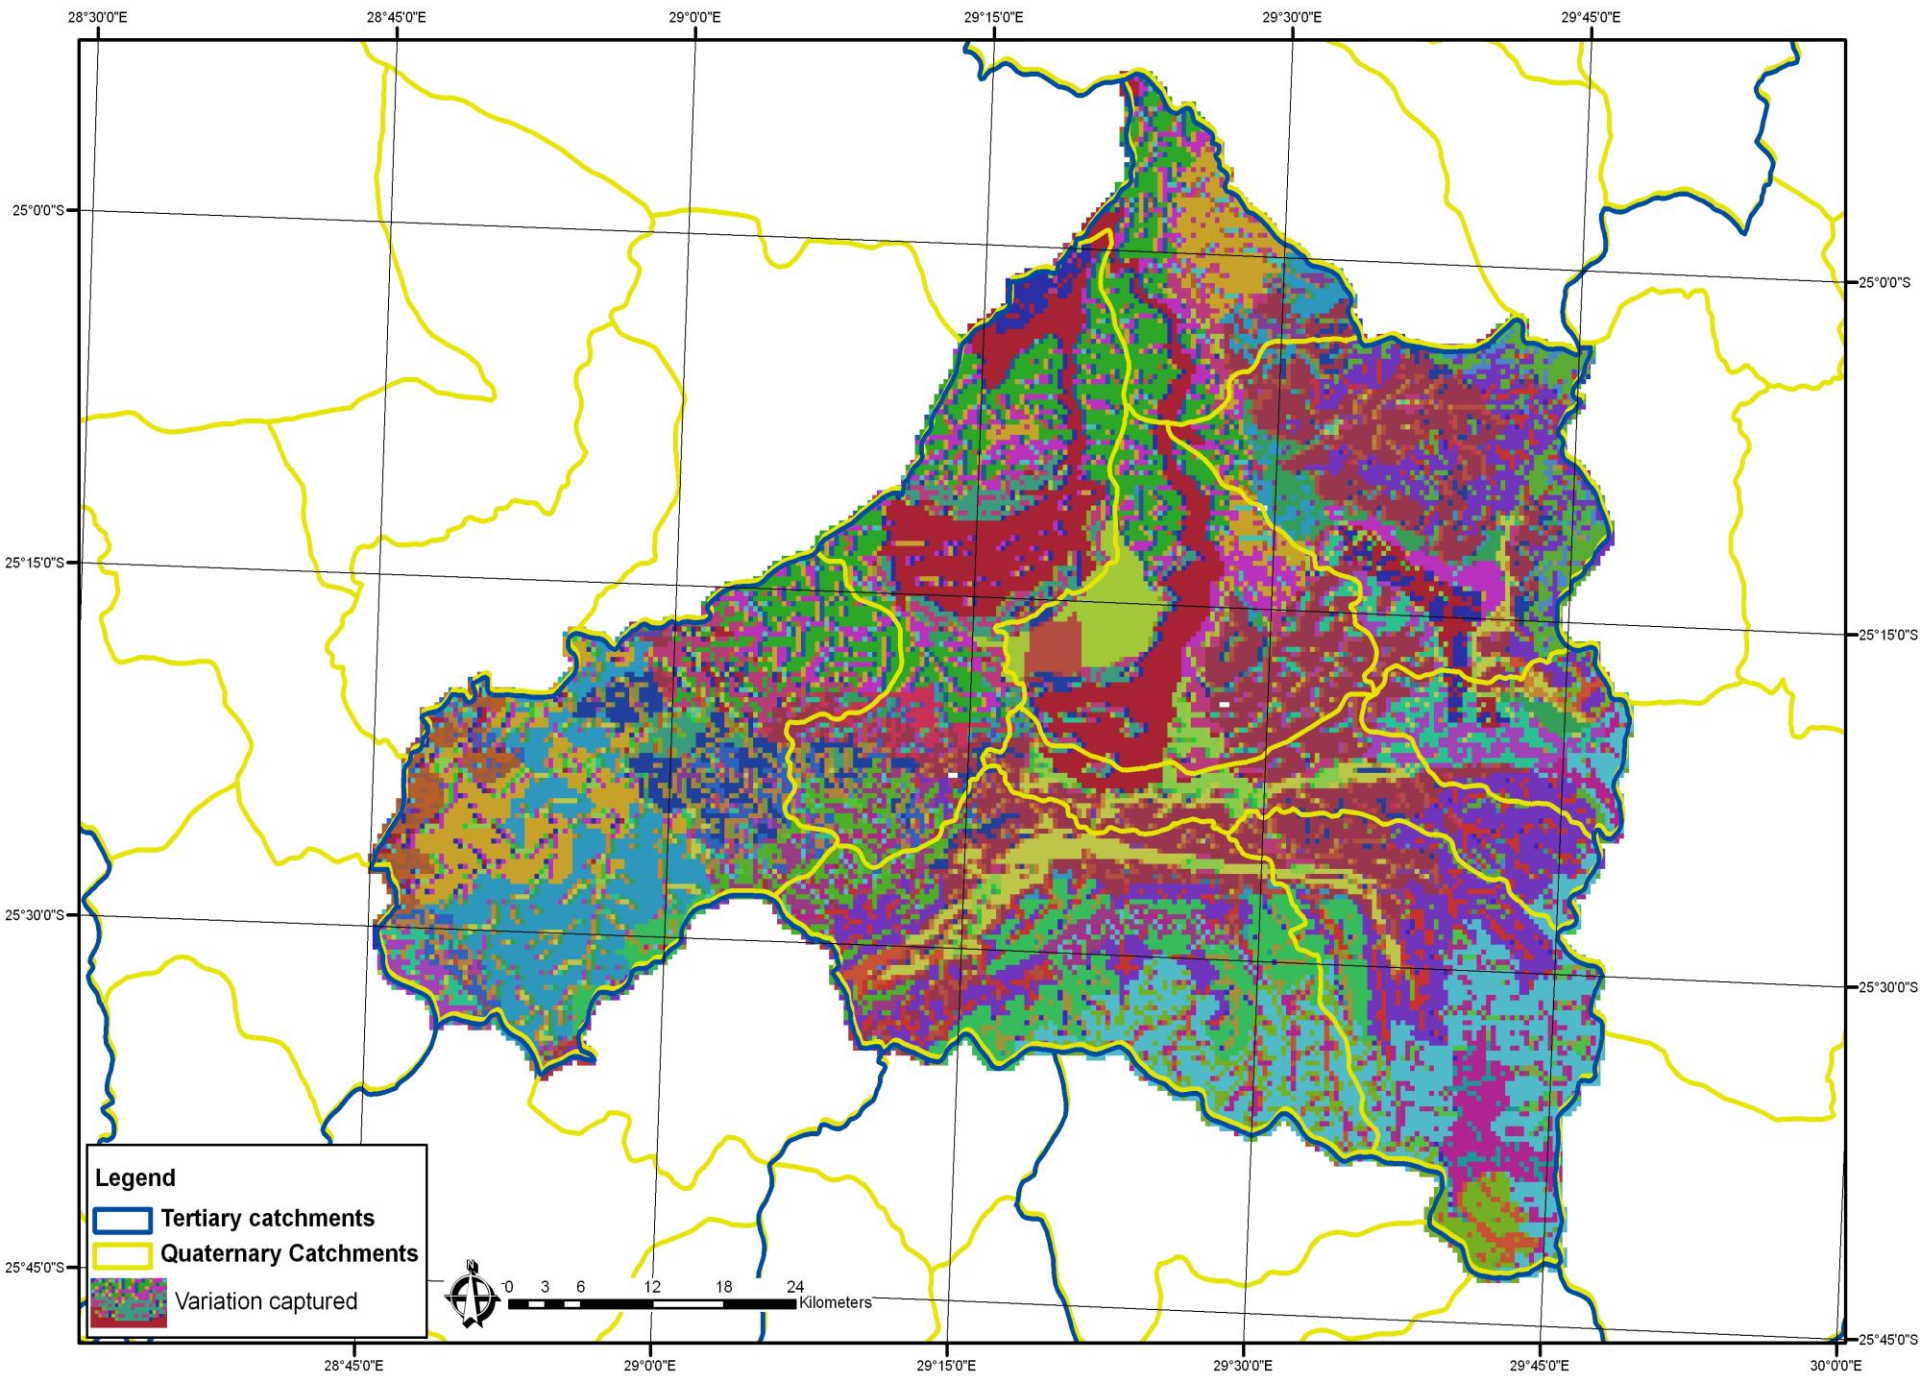 28°30'0"E 28°45'0"E 29°0'0"E 29°15'0"E 29°30'0"E 29°45'0"E
25°0'0"S
25°0'0"S
25°15'0"S
25°15'0"S
25°30'0"S
25°30'0"S
25°45'0"S
25°45'0"S
Legend
Tertiary catchments
Quaternary Catchments
Variation captured
N
0 3 6 12 18 24
Kilometers
28°45'0"E 29°0'0"E 29°15'0"E 29°30'0"E 29°45'0"E 30°0'0"E